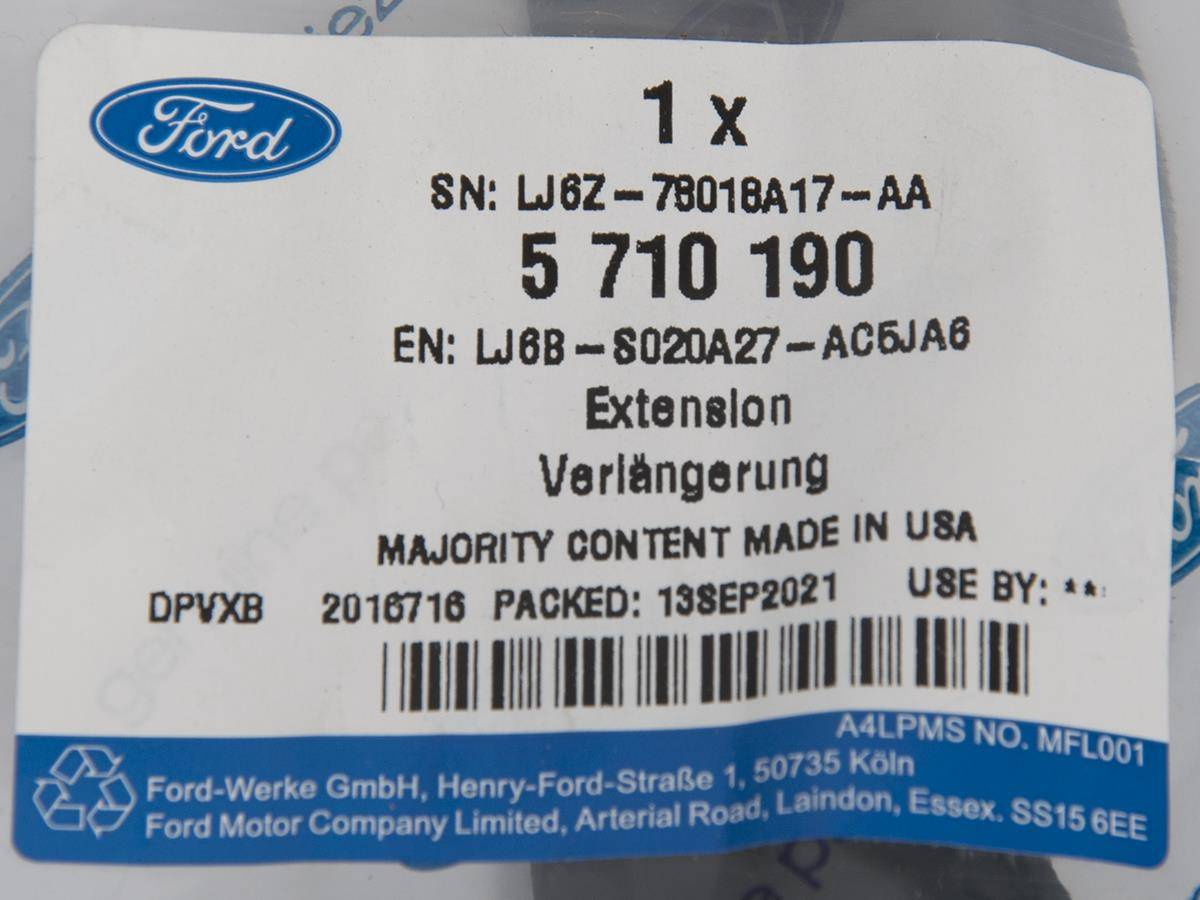 Ford
1 x
SN: LJ6Z-78018A17-AA
5 710 190
EN: LJ6B-S020A27-AC5JA6
Extension
Verlängerung
MAJORITY CONTENT MADE IN USA
DPVXB 2016716 PACKED: 13SEP2021 USE BY: **
A4LPMS NO. MFL001
Ford-Werke GmbH, Henry-Ford-Straße 1, 50735 Köln
Ford Motor Company Limited, Arterial Road, Laindon, Essex. SS15 6EE